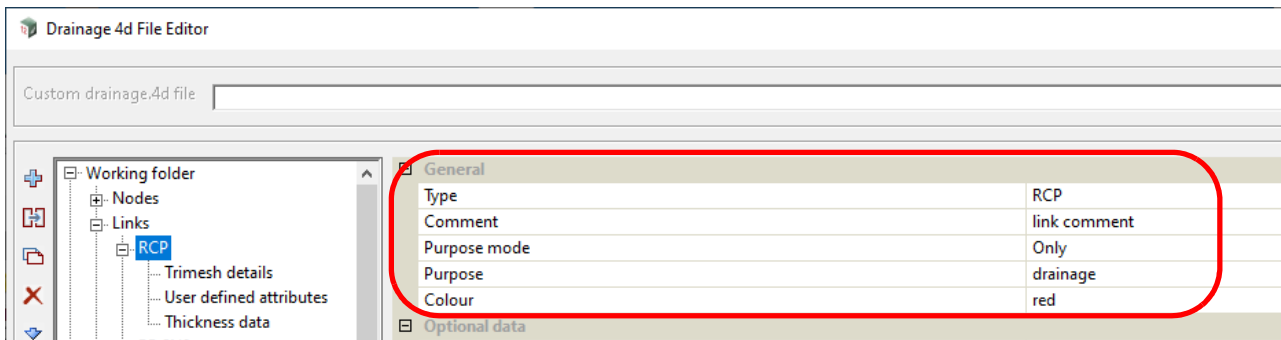 Drainage 4d File Editor
Custom drainage.4d file
Working folder
Nodes
Links
RCP
Trimesh details
User defined attributes
Thickness data
General
Type RCP
Comment link comment
Purpose mode Only
Purpose drainage
Colour red
Optional data